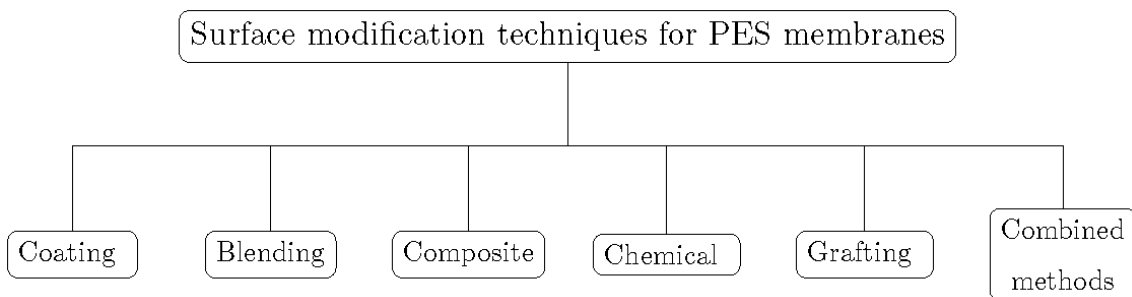 Surface modification techniques for PES membranes
Coating
Blending
Composite
Chemical
Grafting
Combined
methods